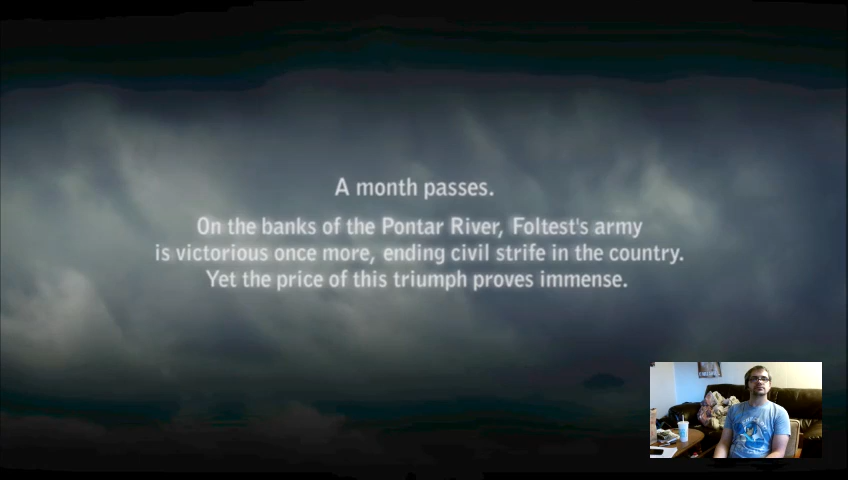 A month passes.
On the banks of the Pontar River, Foltest's army
is victorious once more, ending civil strife in the country.
Yet the price of this triumph proves immense.